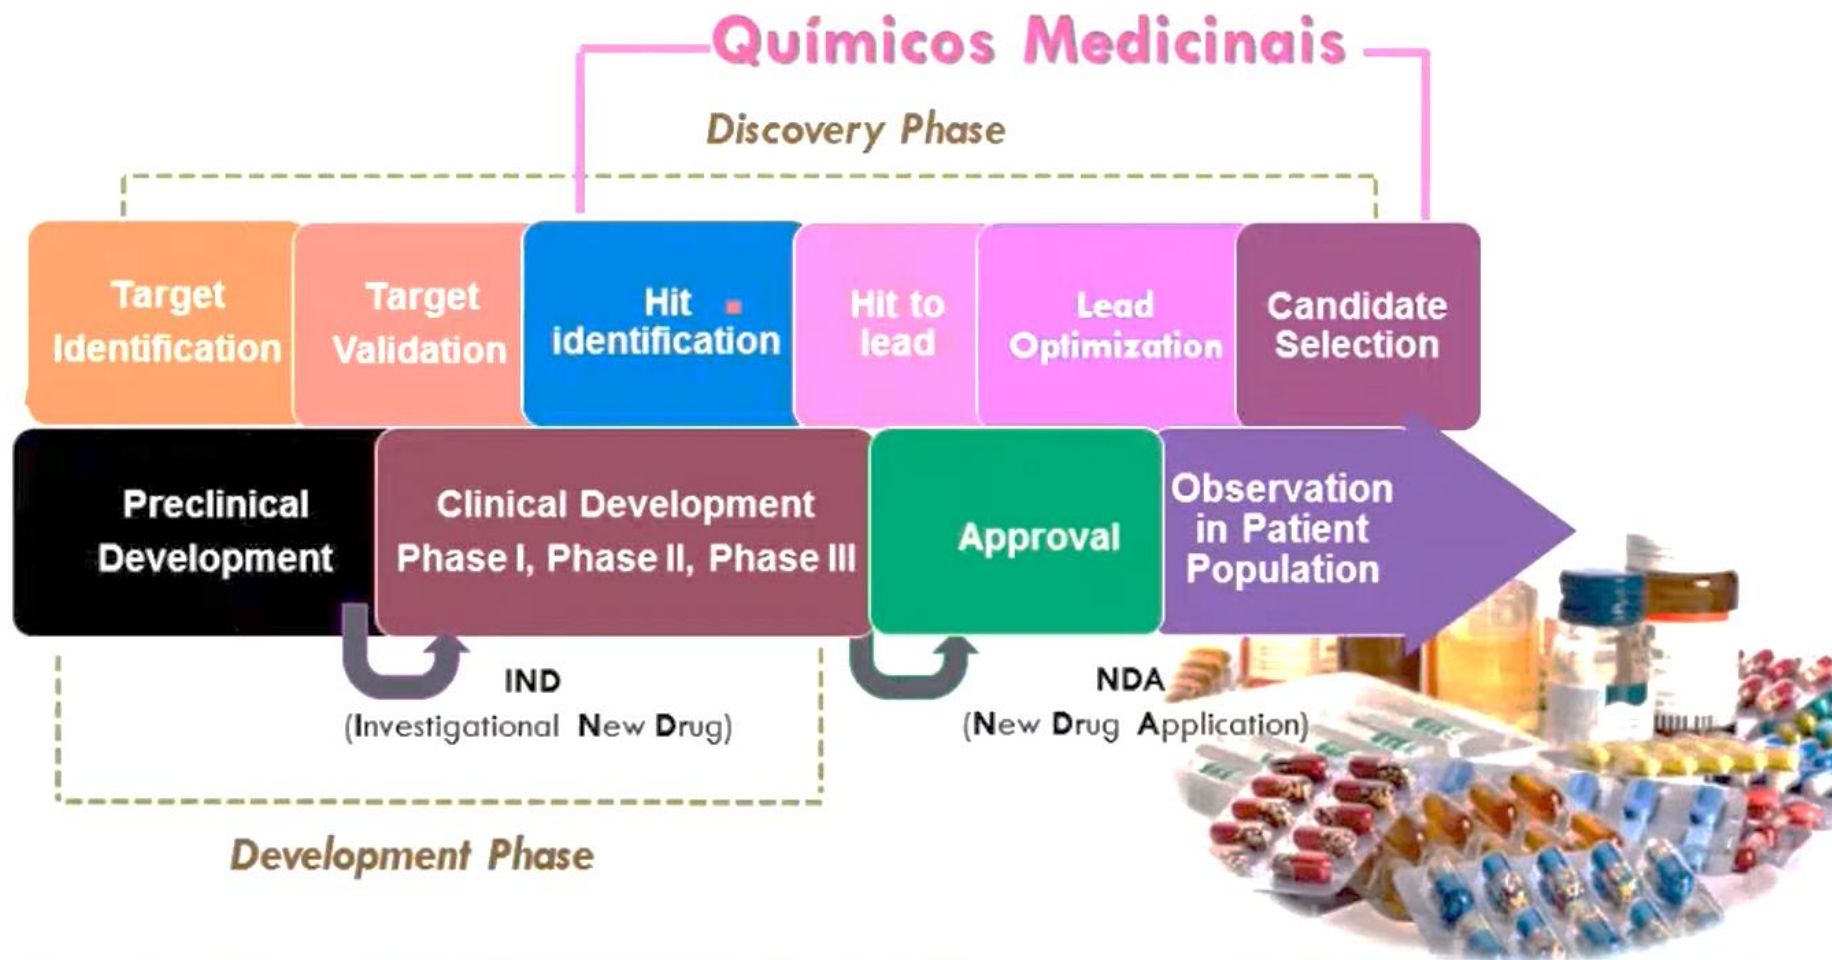 Químicos Medicinais
Discovery Phase
Target
Identification
Target
Validation
Hit
identification
Hit to
lead
Lead
Optimization
Candidate
Selection
Preclinical
Development
Clinical Development
Phase I, Phase II, Phase III
Approval
Observation
in Patient
Population
IND
(Investigational New Drug)
NDA
(New Drug Application)
Development Phase